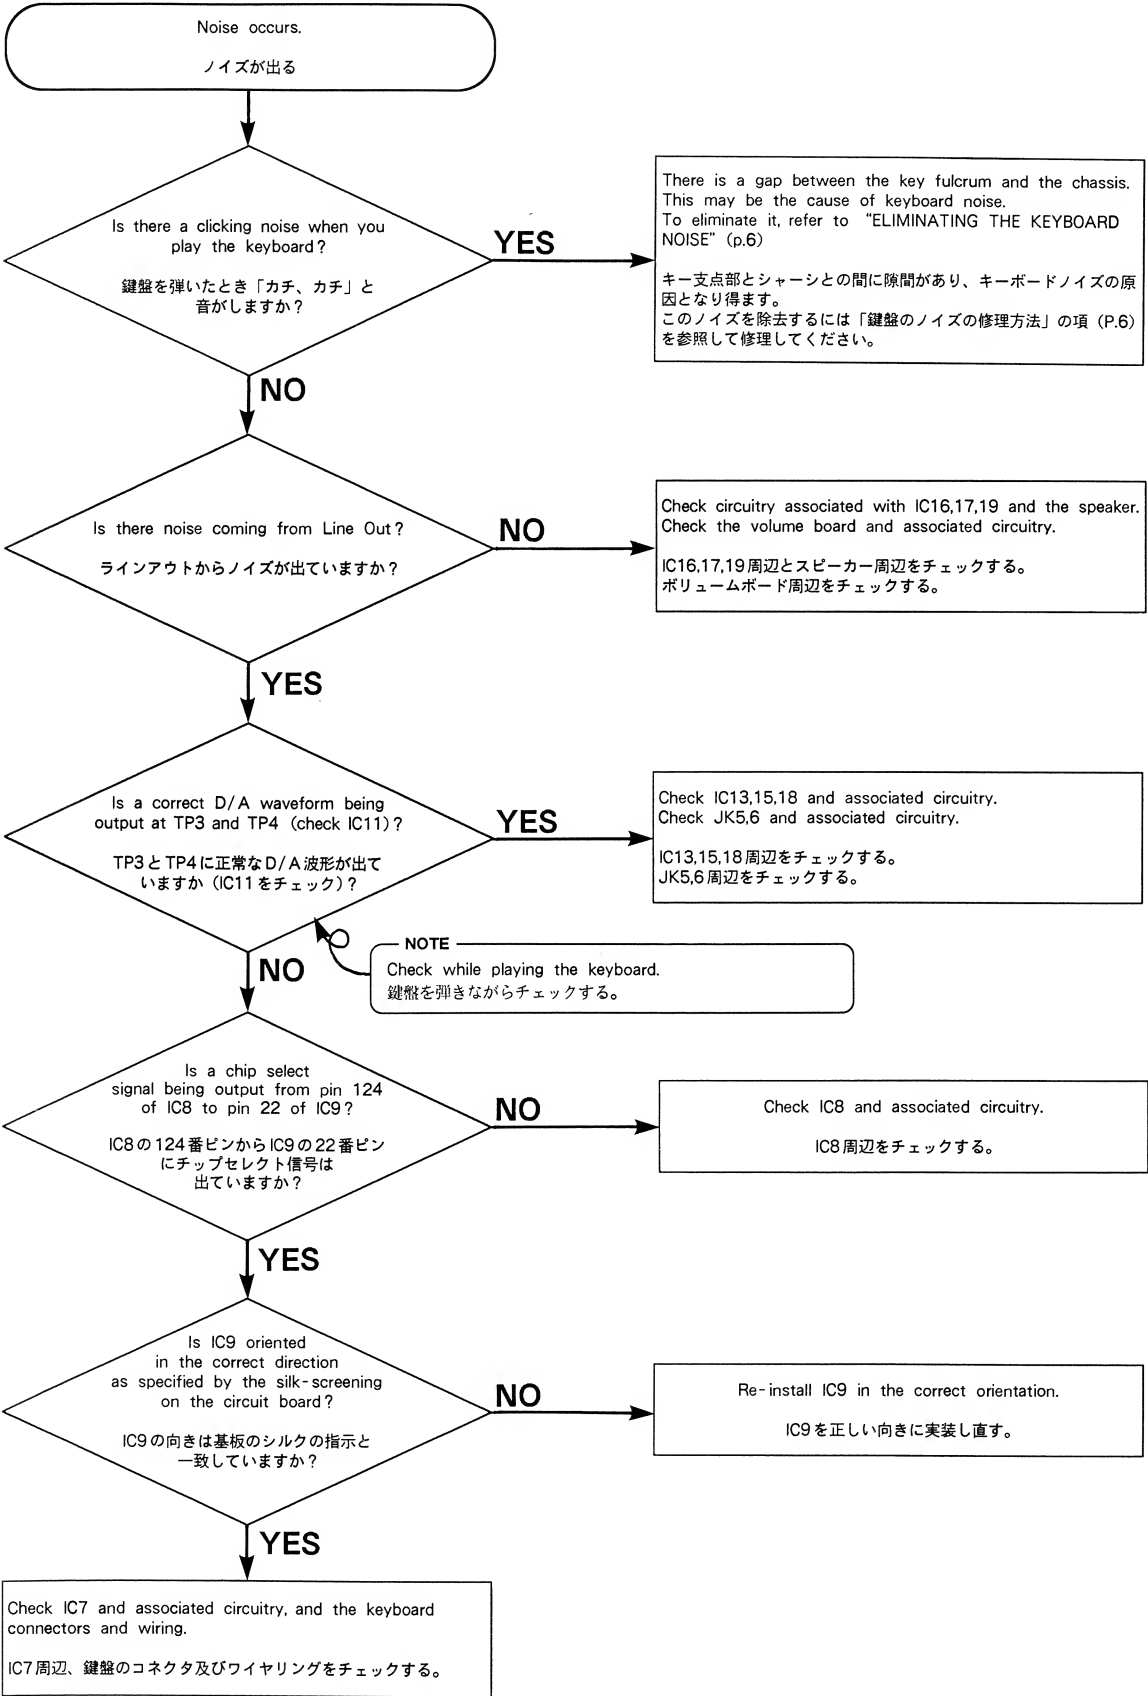 Noise occurs.
ノイズが出る
Is there a clicking noise when you
play the keyboard?
鍵盤を弾いたとき「カチ、カチ」と
音がしますか？
YES
There is a gap between the key fulcrum and the chassis.
This may be the cause of keyboard noise.
To eliminate it, refer to “ELIMINATING THE KEYBOARD
NOISE” (p.6)
キー支点部とシャーシとの間に隙間があり、キーボードノイズの原
因となり得ます。
このノイズを除去するには「鍵盤のノイズの修理方法」の項 (P.6)
を参照して修理してください。
NO
Is there noise coming from Line Out?
ラインアウトからノイズが出ていますか？
NO
Check circuitry associated with IC16,17,19 and the speaker.
Check the volume board and associated circuitry.
IC16,17,19周辺とスピーカー周辺をチェックする。
ボリュームボード周辺をチェックする。
YES
Is a correct D/A waveform being
output at TP3 and TP4 (check IC11)?
TP3とTP4に正常なD/A波形が出て
いますか（IC11をチェック）？
YES
Check IC13,15,18 and associated circuitry.
Check JK5,6 and associated circuitry.
IC13,15,18周辺をチェックする。
JK5,6周辺をチェックする。
NOTE
Check while playing the keyboard.
鍵盤を弾きながらチェックする。
NO
Is a chip select
signal being output from pin 124
of IC8 to pin 22 of IC9?
IC8の124番ピンからIC9の22番ピン
にチップセレクト信号は
出ていますか？
NO
Check IC8 and associated circuitry.
IC8周辺をチェックする。
YES
Is IC9 oriented
in the correct direction
as specified by the silk-screening
on the circuit board?
IC9の向きは基板のシルクの指示と
一致していますか？
NO
Re-install IC9 in the correct orientation.
IC9を正しい向きに実装し直す。
YES
Check IC7 and associated circuitry, and the keyboard
connectors and wiring.
IC7周辺、鍵盤のコネクタ及びワイヤリングをチェックする。